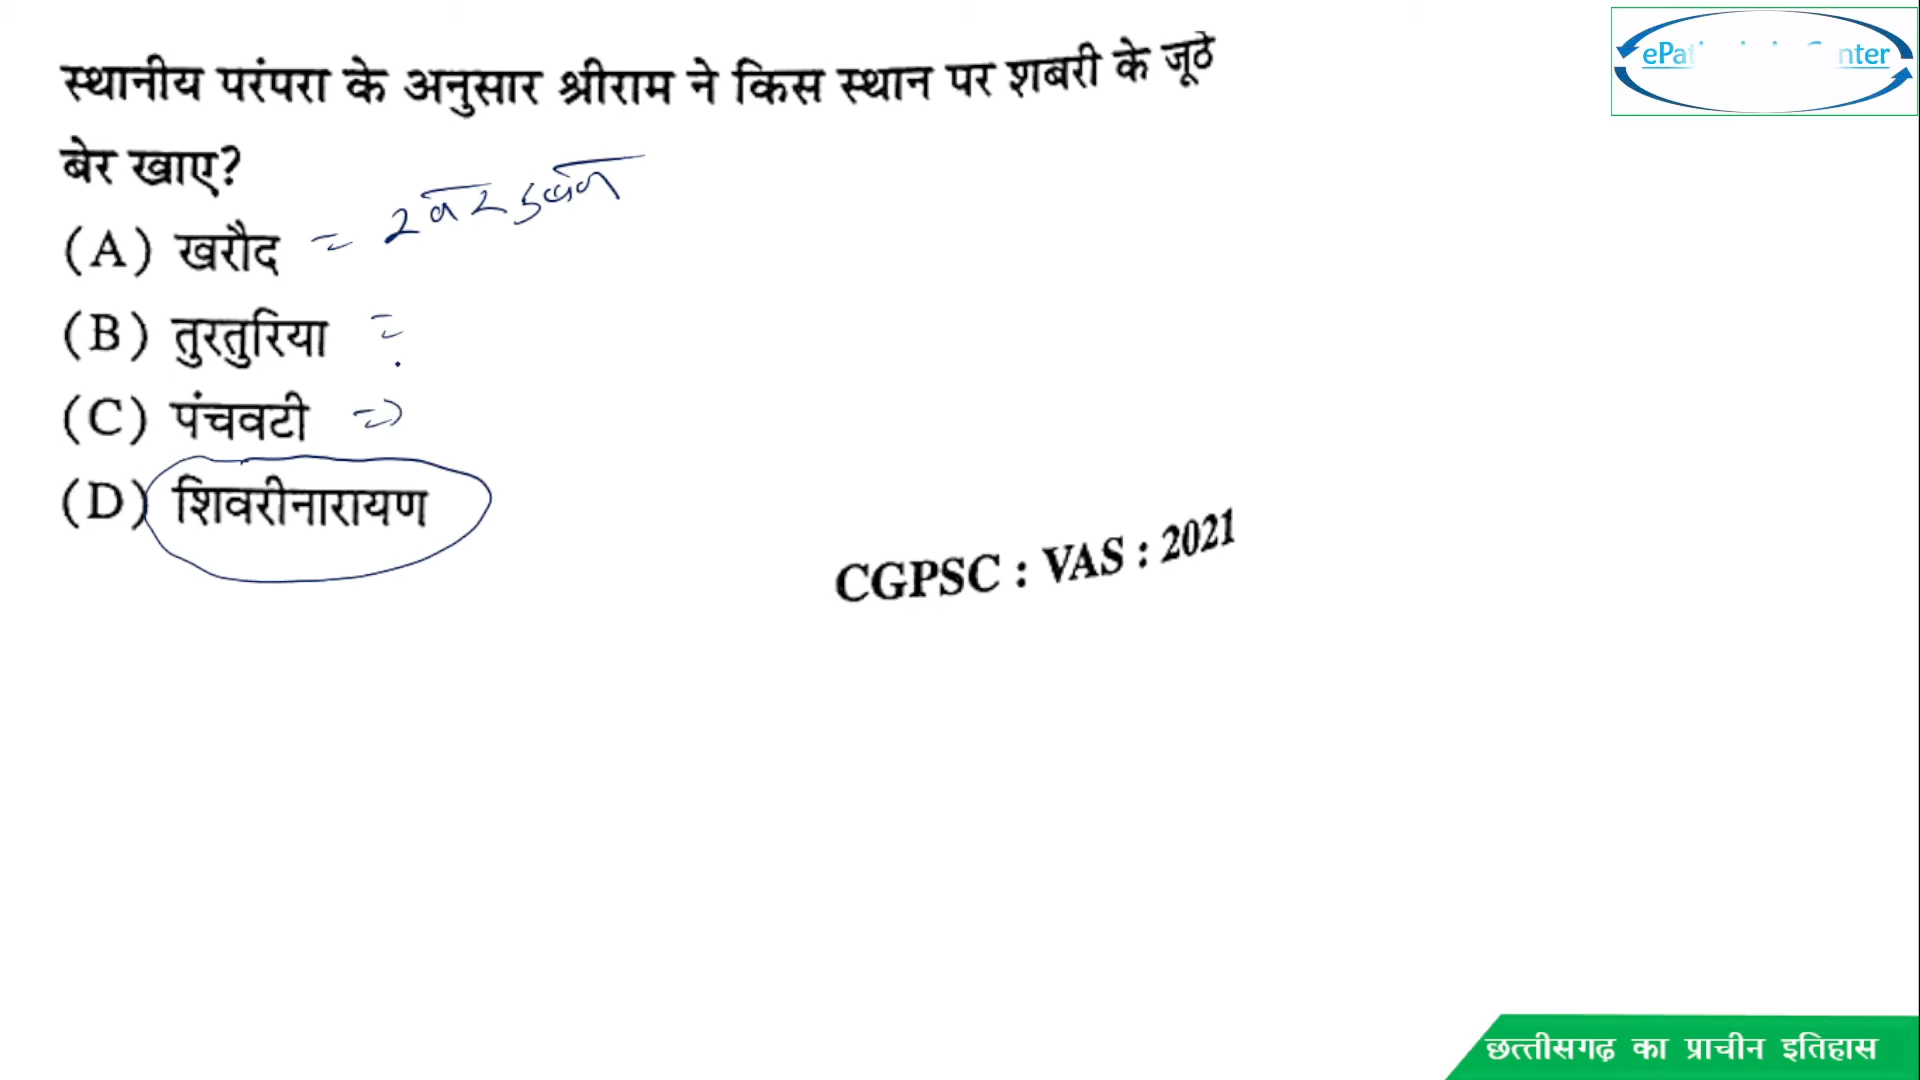 स्थानीय परंपरा के अनुसार श्रीराम ने किस स्थान पर शबरी के जूठे
बेर खाए?
(A) खरौद =
(B) तुरतुरिया =
(C) पंचवटी =>
(D) शिवरीनारायण
CGPSC : VAS : 2021
छत्तीसगढ़ का प्राचीन इतिहास